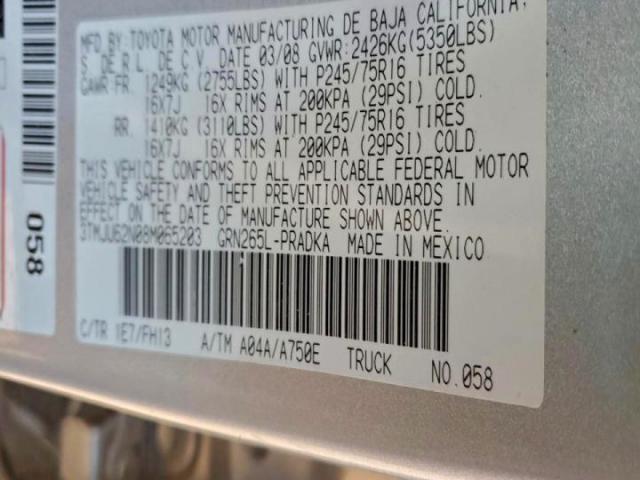 MFD.BY:TOYOTA MOTOR MANUFACTURING DE BAJA CALIFORNIA,
S. DE R.L. DE C.V. DATE 03/08 GVWR:2426KG(5350LBS)
GAWR FR. 1249KG (2755LBS) WITH P245/75R16 TIRES
16X7J 16X RIMS AT 200KPA (29PSI) COLD.
RR. 1410KG (3110LBS) WITH P245/75R16 TIRES
16X7J 16X RIMS AT 200KPA (29PSI) COLD.
THIS VEHICLE CONFORMS TO ALL APPLICABLE FEDERAL MOTOR
VEHICLE SAFETY AND THEFT PREVENTION STANDARDS IN
EFFECT ON THE DATE OF MANUFACTURE SHOWN ABOVE.
3TMJU62N08M065203 GRN265L-PRADKA MADE IN MEXICO
C/TR 1E7/FH13 A/TM A04A/A750E TRUCK NO.058
058